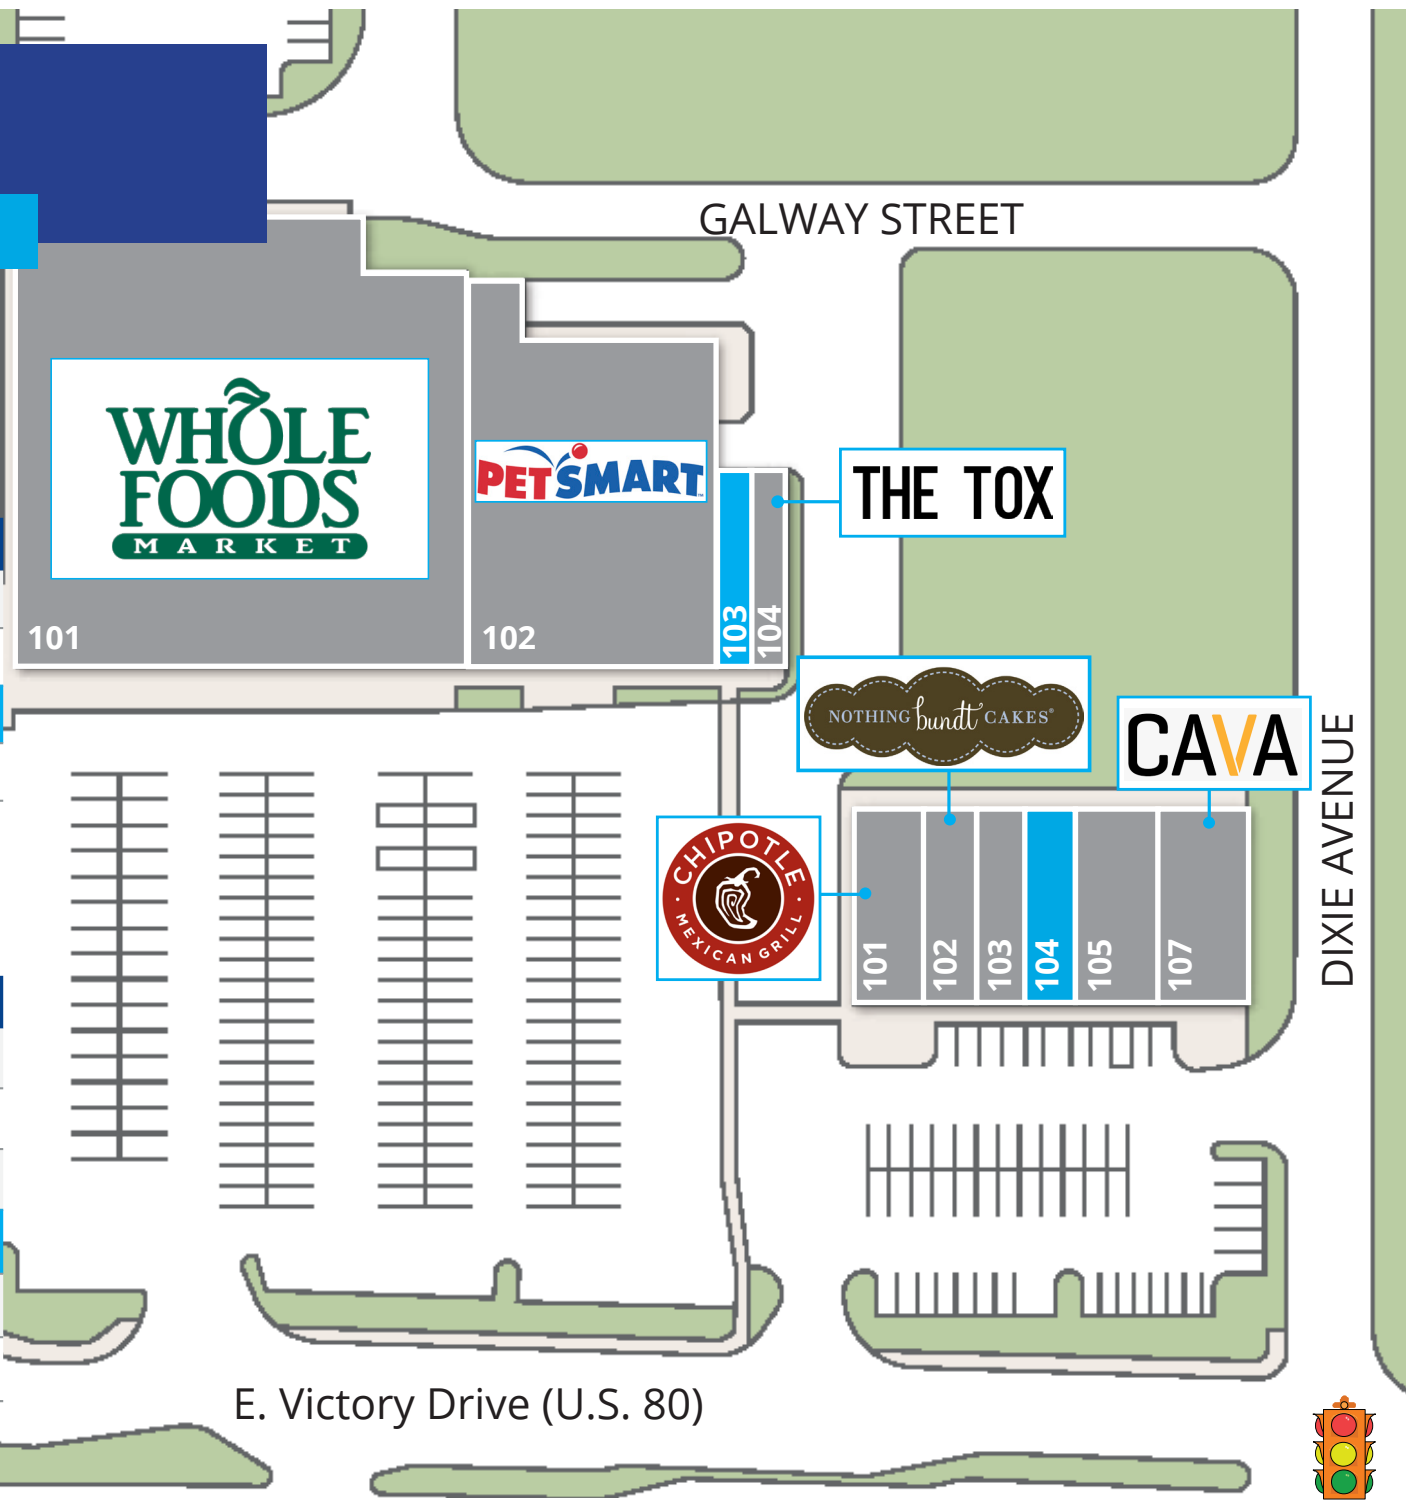 GALWAY STREET
WHOLE
FOODS
MARKET
PETSMART
THE TOX
101
102
103
104
NOTHING bundt CAKES®
CAVA
DIXIE AVENUE
CHIPOTLE
MEXICAN GRILL
101
102
103
104
105
107
E. Victory Drive (U.S. 80)